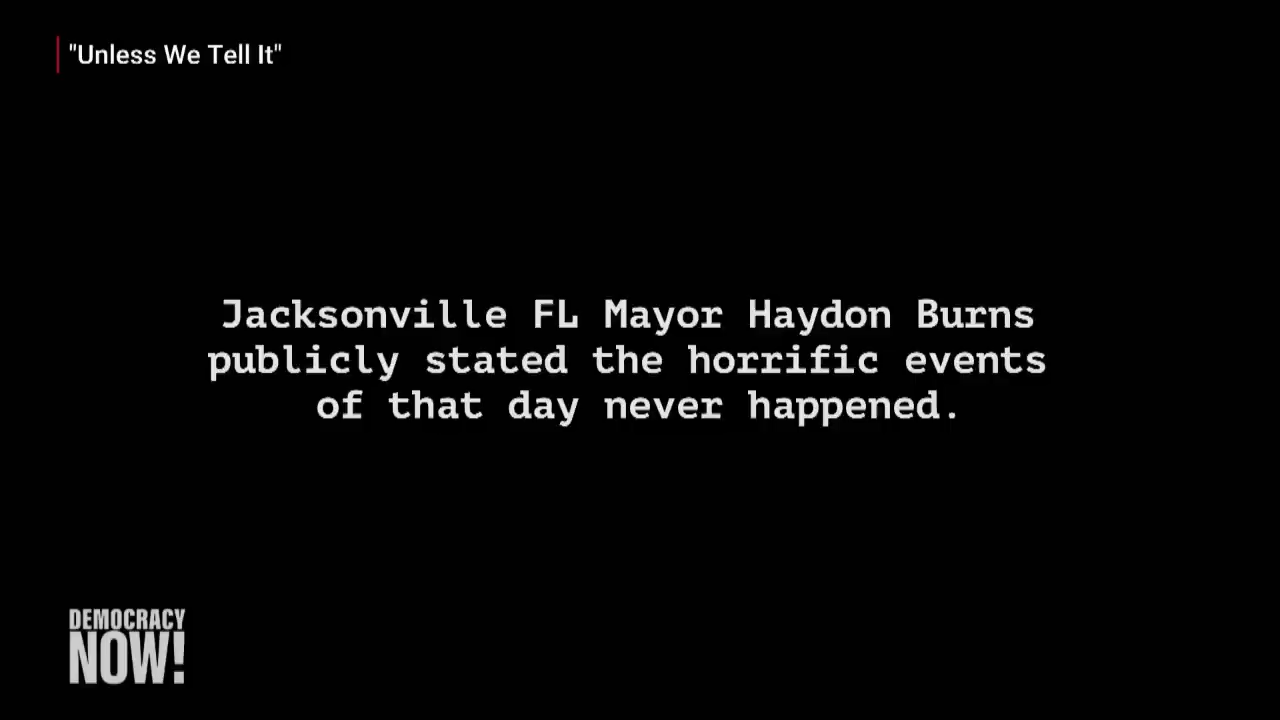 "Unless We Tell It"
Jacksonville FL Mayor Haydon Burns
publicly stated the horrific events
of that day never happened.
DEMOCRACY
NOW!